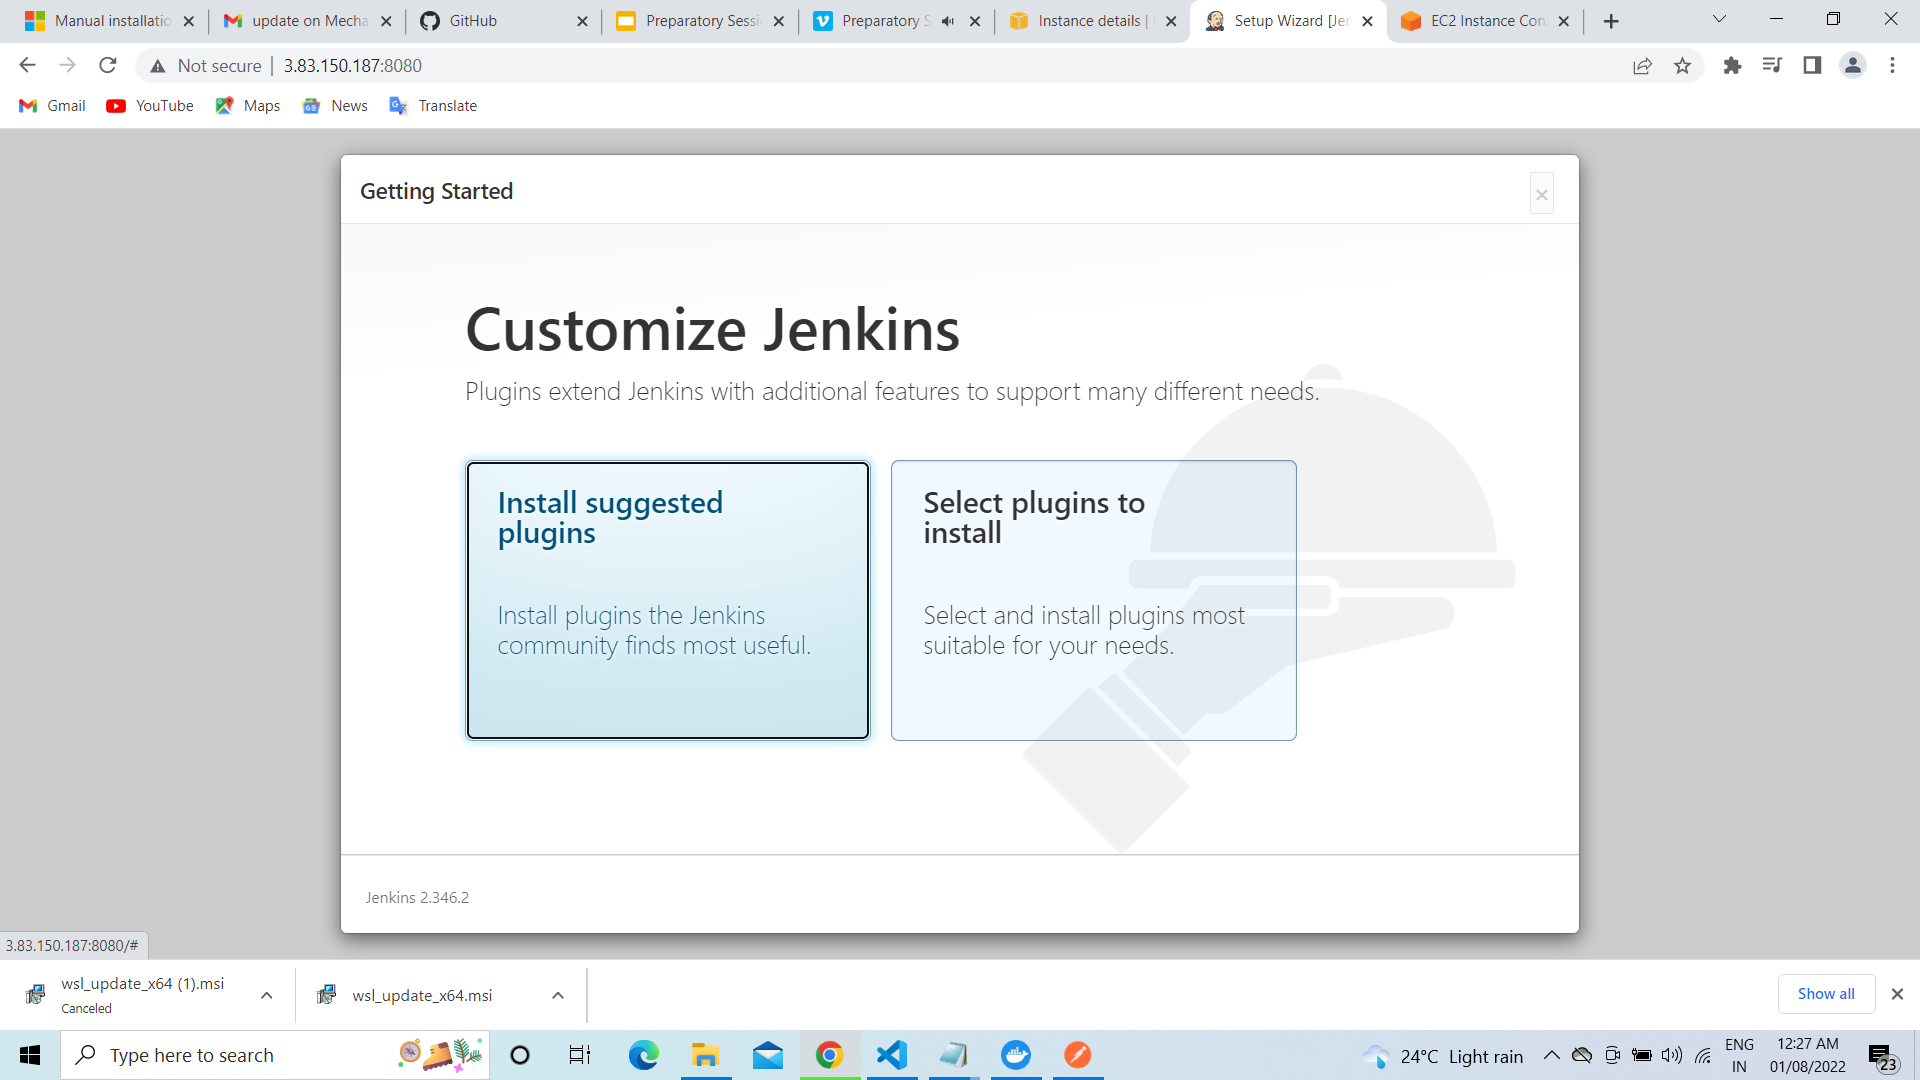 Manual installatio
update on Mecha
GitHub
Preparatory Sessi
Preparatory S
Instance details |
Setup Wizard [Jen
EC2 Instance Con
Not secure
3.83.150.187:8080
Gmail
YouTube
Maps
News
Translate
Getting Started
×
Customize Jenkins
Plugins extend Jenkins with additional features to support many different needs.
Install suggested
plugins
Install plugins the Jenkins
community finds most useful.
Select plugins to
install
Select and install plugins most
suitable for your needs.
Jenkins 2.346.2
3.83.150.187:8080/#
wsl_update_x64 (1).msi
Canceled
wsl_update_x64.msi
Show all
Type here to search
24°C Light rain
ENG
IN
12:27 AM
01/08/2022
23